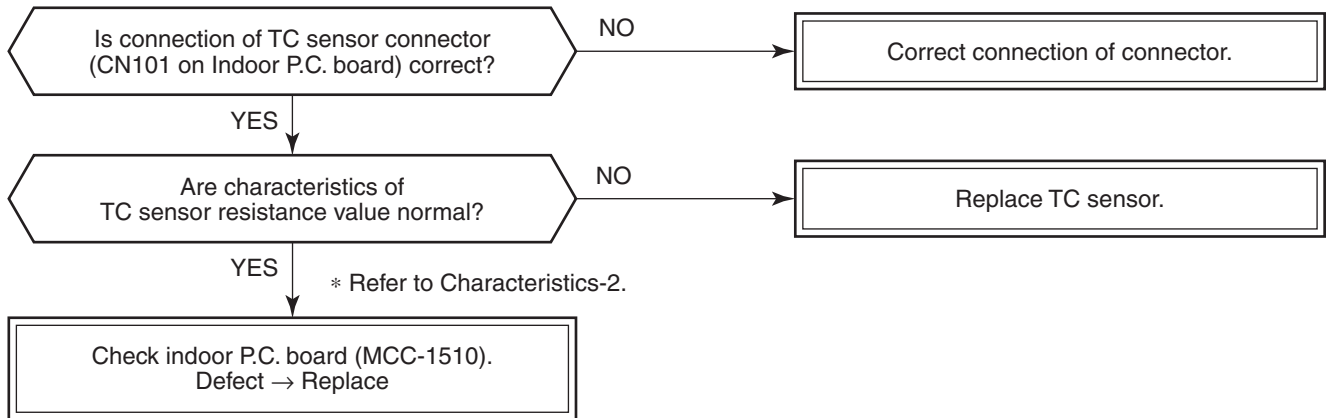 Is connection of TC sensor connector
(CN101 on Indoor P.C. board) correct?
NO
Correct connection of connector.
YES
Are characteristics of
TC sensor resistance value normal?
NO
Replace TC sensor.
YES
* Refer to Characteristics-2.
Check indoor P.C. board (MCC-1510).
Defect → Replace